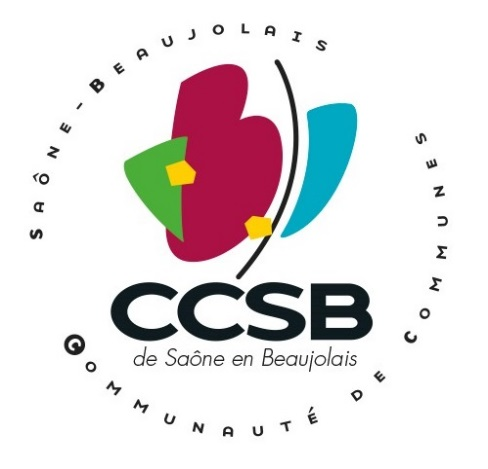 SAÔNE-BEAUJOLAIS
CCSB
de Saône en Beaujolais
COMMUNAUTÉ DE COMMUNES